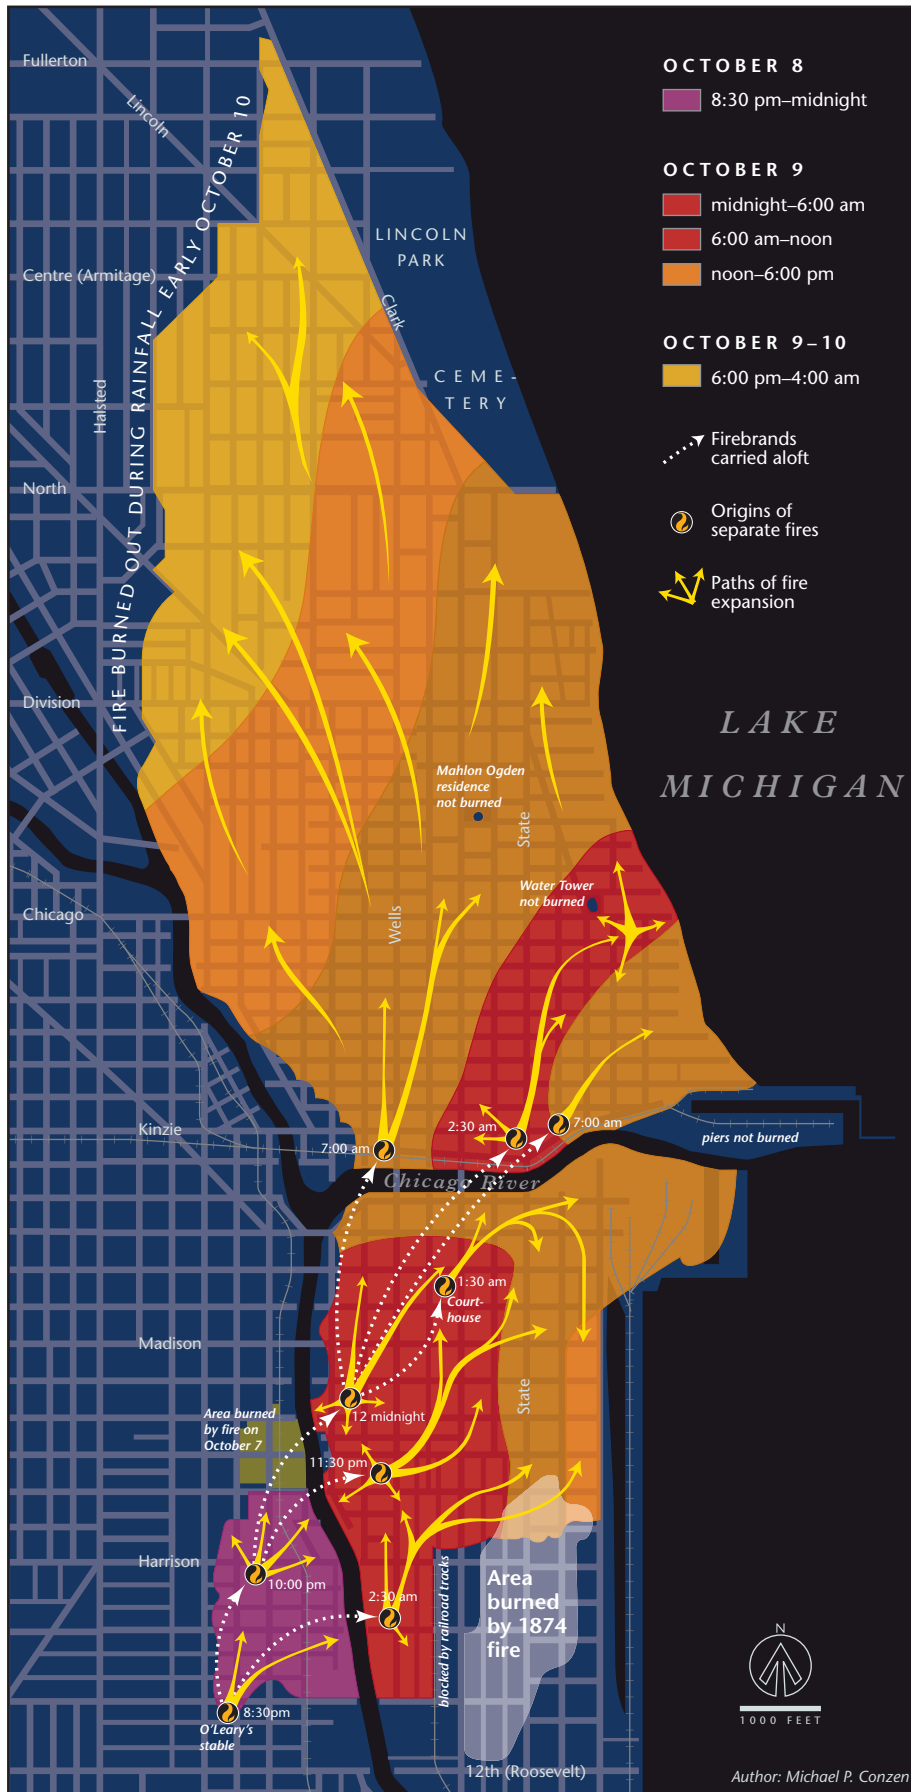 OCTOBER 8
8:30 pm–midnight
OCTOBER 9
midnight–6:00 am
6:00 am–noon
noon–6:00 pm
OCTOBER 9–10
6:00 pm–4:00 am
Firebrands
carried aloft
Origins of
separate fires
Paths of fire
expansion
Fullerton
Lincoln
FIRE BURNED OUT DURING RAINFALL EARLY OCTOBER 10
LINCOLN
PARK
Centre (Armitage)
Clark
CEME-
TERY
Halsted
North
Division
LAKE
MICHIGAN
Mahlon Ogden
residence
not burned
State
Water Tower
not burned
Wells
Chicago
Kinzie
7:00 am
2:30 am
7:00 am
piers not burned
Chicago River
1:30 am
Court-
house
Madison
State
12 midnight
Area burned
by fire on
October 7
11:30 pm
Harrison
10:00 pm
2:30 am
blocked by railroad tracks
Area
burned
by 1874
fire
8:30pm
O'Leary's
stable
12th (Roosevelt)
N
1000 FEET
Author: Michael P. Conzen